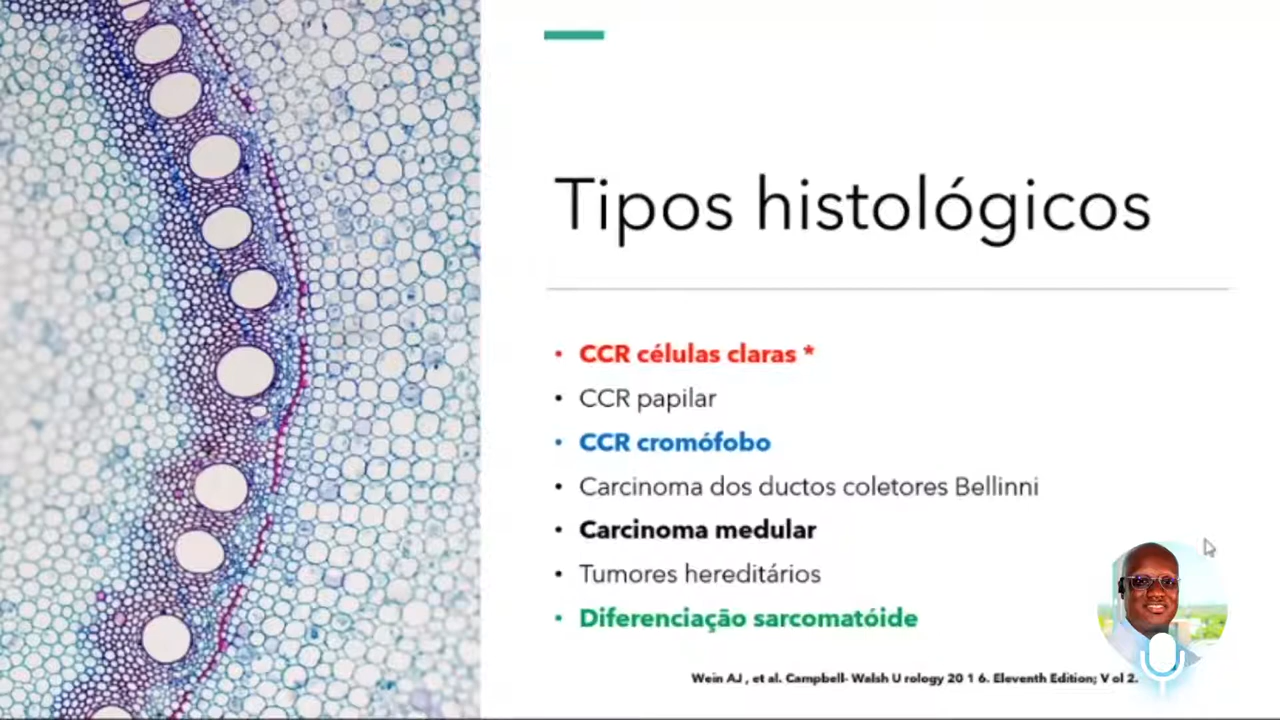 Tipos histológicos
• CCR células claras *
• CCR papilar
• CCR cromófobo
• Carcinoma dos ductos coletores Bellinni
• Carcinoma medular
• Tumores hereditários
• Diferenciação sarcomatóide
Wein AJ , et al. Campbell- Walsh U rology 20 1 6. Eleventh Edition; V ol 2.